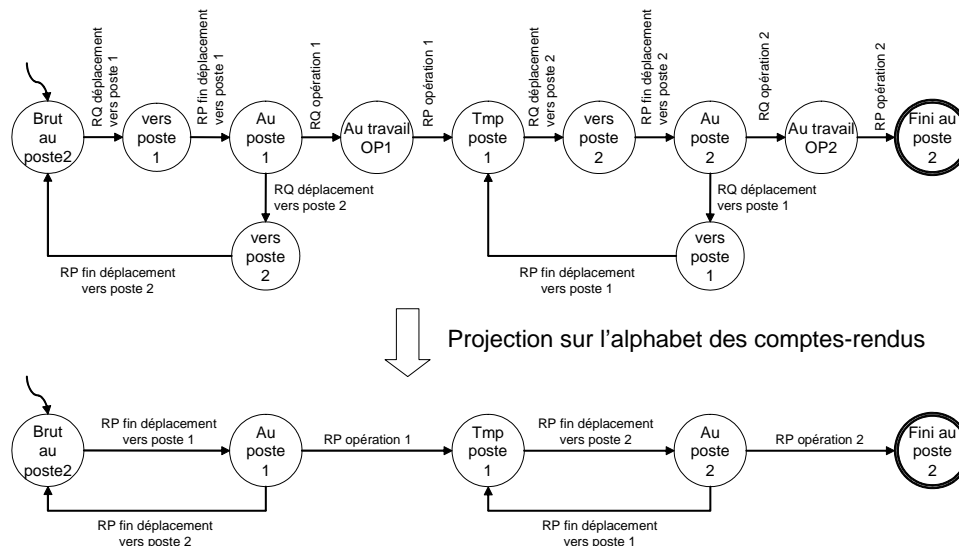 RQ déplacement
vers poste 1
RP fin déplacement
vers poste 1
RQ opération 1
RP opération 1
RQ déplacement
vers poste 2
RP fin déplacement
vers poste 2
RQ opération 2
RP opération 2
Brut
au
poste2
vers
poste
1
Au
poste
1
Au travail
OP1
Tmp
poste
1
vers
poste
2
Au
poste
2
Au travail
OP2
Fini au
poste
2
RQ déplacement
vers poste 2
RQ déplacement
vers poste 1
vers
poste
2
vers
poste
1
RP fin déplacement
vers poste 2
RP fin déplacement
vers poste 1
Projection sur l'alphabet des comptes-rendus
Brut
au
poste2
RP fin déplacement
vers poste 1
Au
poste
1
RP opération 1
Tmp
poste
1
RP fin déplacement
vers poste 2
Au
poste
2
RP opération 2
Fini au
poste
2
RP fin déplacement
vers poste 2
RP fin déplacement
vers poste 1